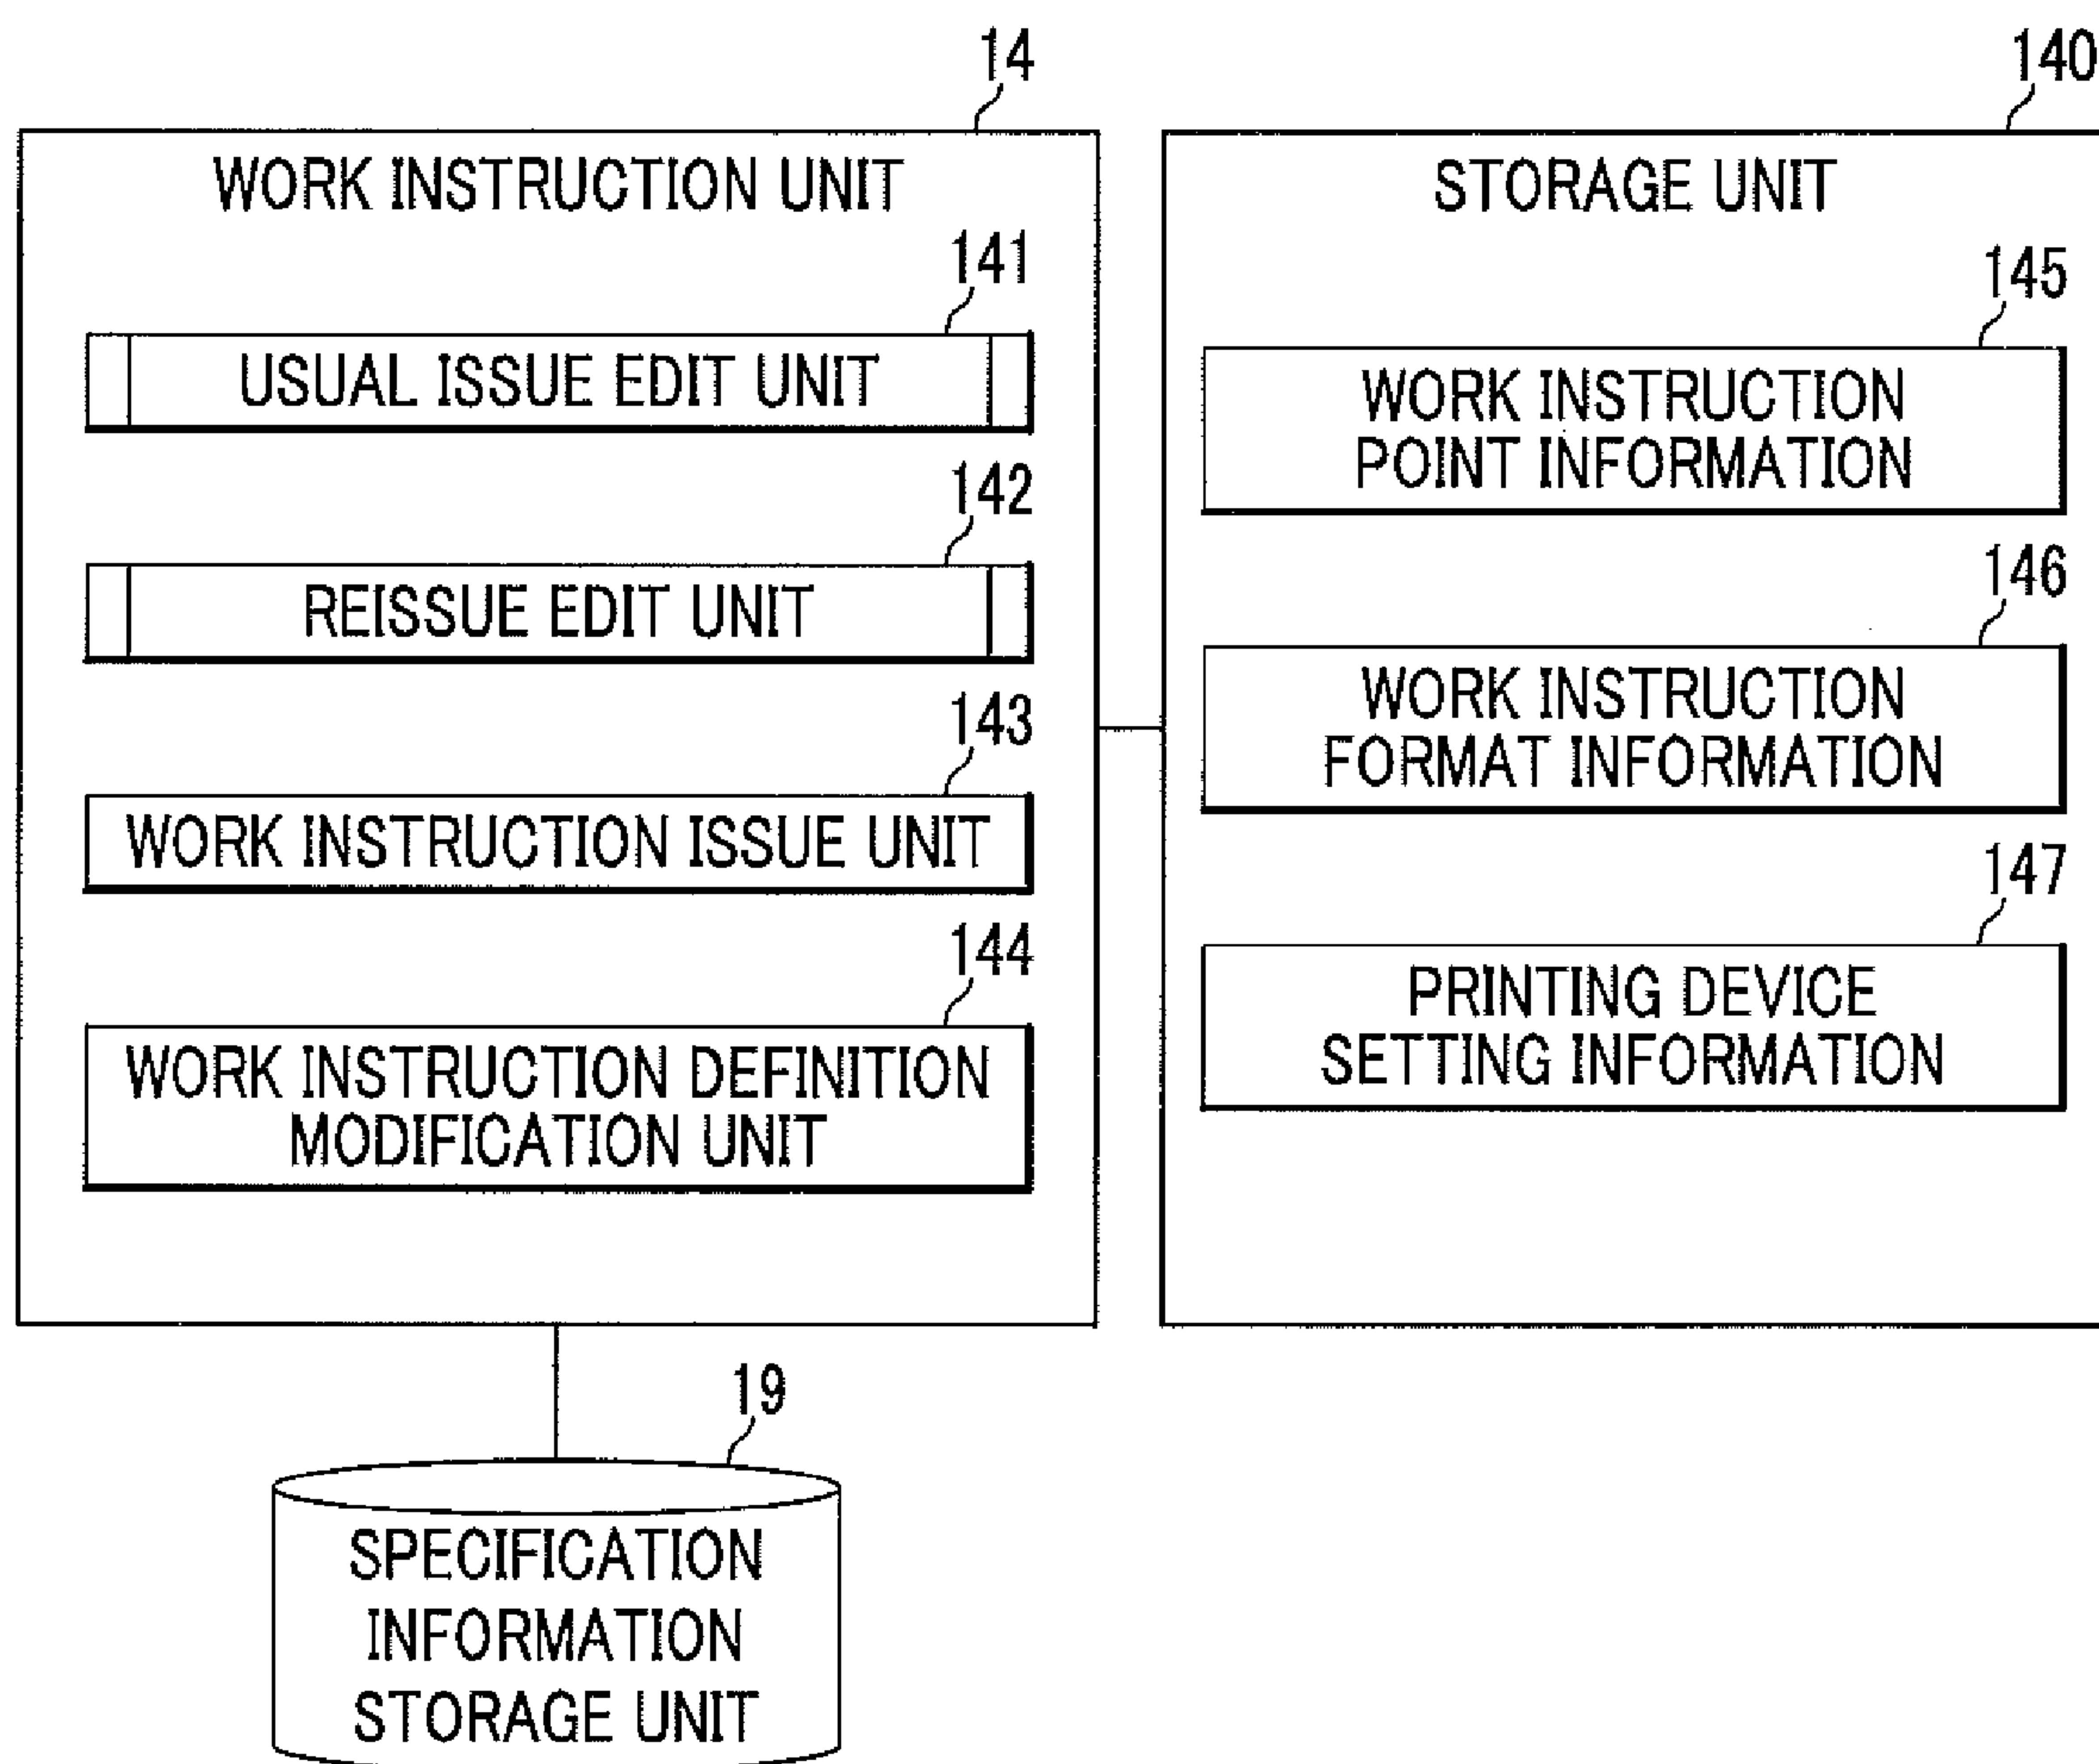 14
WORK INSTRUCTION UNIT
141
USUAL ISSUE EDIT UNIT
142
REISSUE EDIT UNIT
143
WORK INSTRUCTION ISSUE UNIT
144
WORK INSTRUCTION DEFINITION
MODIFICATION UNIT
140
STORAGE UNIT
145
WORK INSTRUCTION
POINT INFORMATION
146
WORK INSTRUCTION
FORMAT INFORMATION
147
PRINTING DEVICE
SETTING INFORMATION
19
SPECIFICATION
INFORMATION
STORAGE UNIT